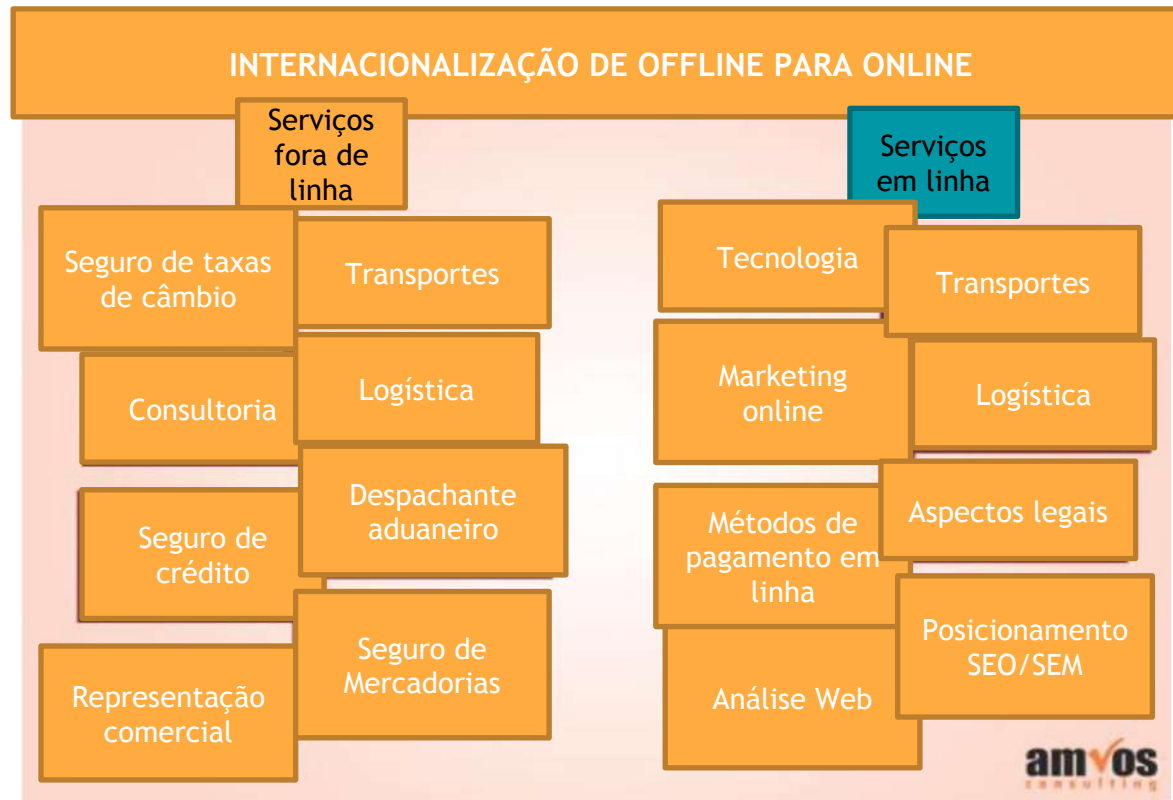 INTERNACIONALIZAÇÃO DE OFFLINE PARA ONLINE
Serviços
fora de
linha
Seguro de taxas
de câmbio
Transportes
Consultoria
Logística
Seguro de
crédito
Despachante
aduaneiro
Representação
comercial
Seguro de
Mercadorias
Serviços
em linha
Tecnologia
Transportes
Marketing
online
Logística
Métodos de
pagamento em
linha
Aspectos legais
Análise Web
Posicionamento
SEO/SEM
amvos
consulting